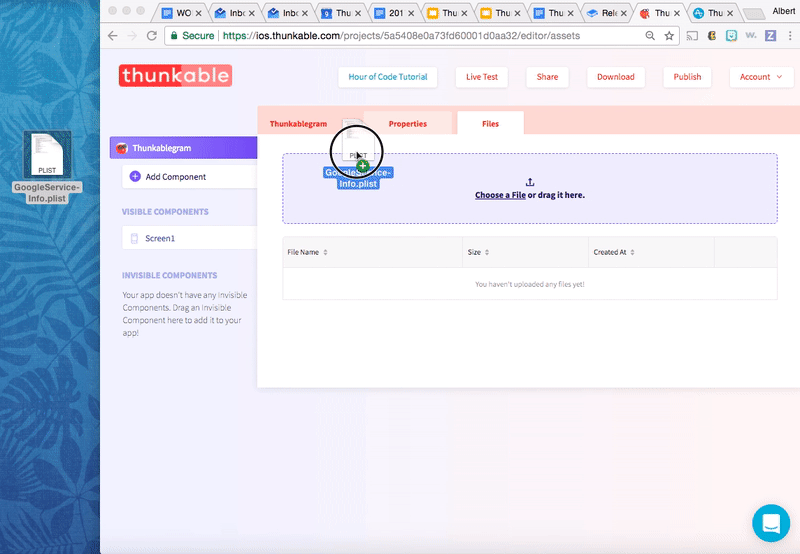 WO
Inbo
Inbo
Thu
201
Thu
Thu
Thu
Rele
Thu
Thu
Albert
Secure
https://ios.thunkable.com/projects/5a5408e0a73fd60001d0aa32/editor/assets
thunkable
Hour of Code Tutorial
Live Test
Share
Download
Publish
Account
Thunkablegram
Properties
Files
PLIST
GoogleService-
Info.plist
PLIST
GoogleService-
Info.plist
Thunkablegram
Add Component
Choose a File or drag it here.
VISIBLE COMPONENTS
Screen1
File Name
Size
Created At
INVISIBLE COMPONENTS
You haven't uploaded any files yet!
Your app doesn't have any Invisible
Components. Drag an Invisible
Component here to add it to your
app!